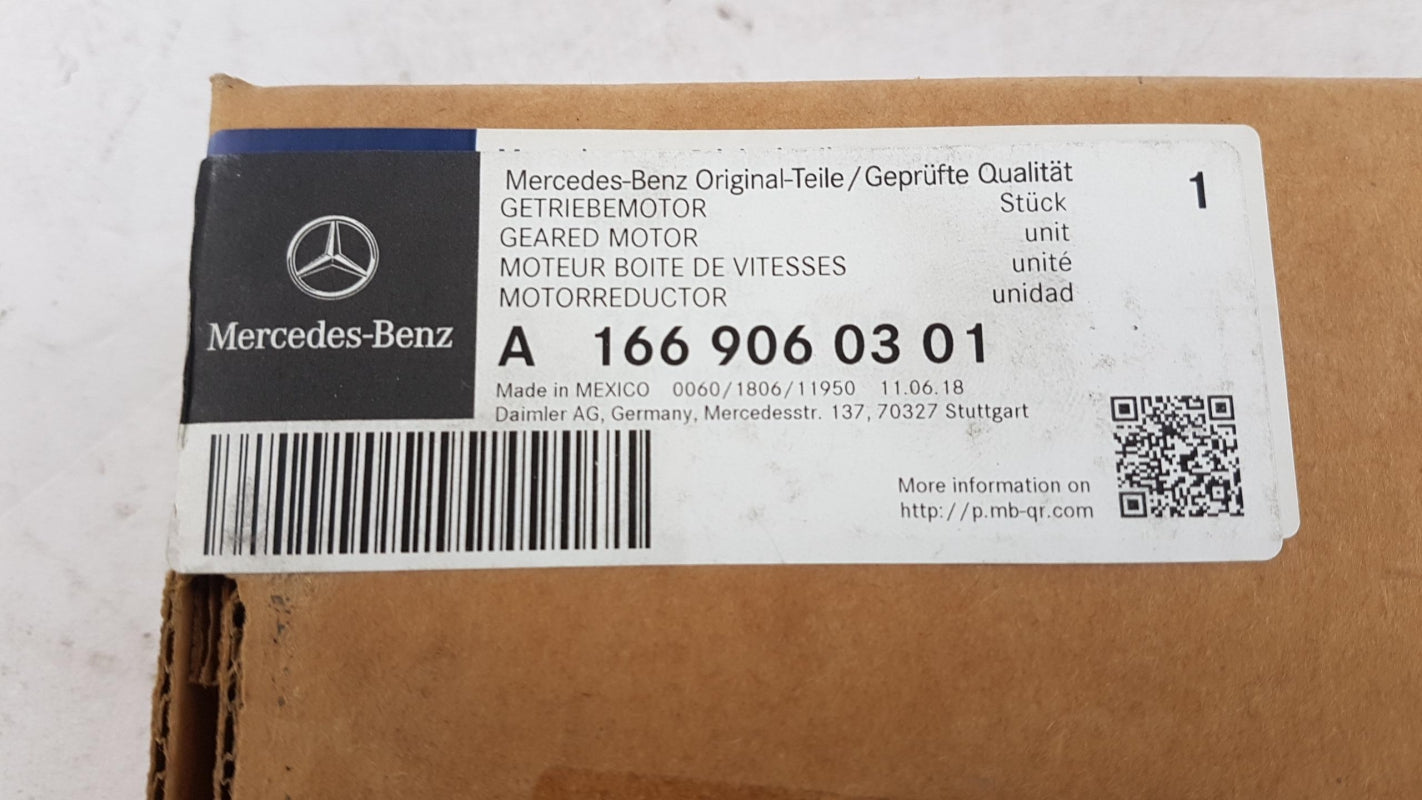 Mercedes-Benz Original-Teile/Geprüfte Qualität 1
GETRIEBEMOTOR Stück
GEARED MOTOR unit
MOTEUR BOITE DE VITESSES unité
MOTORREDUCTOR unidad
Mercedes-Benz
A 166 906 03 01
Made in MEXICO 0060/1806/11950 11.06.18
Daimler AG, Germany, Mercedesstr. 137, 70327 Stuttgart
More information on
http://p.mb-qr.com